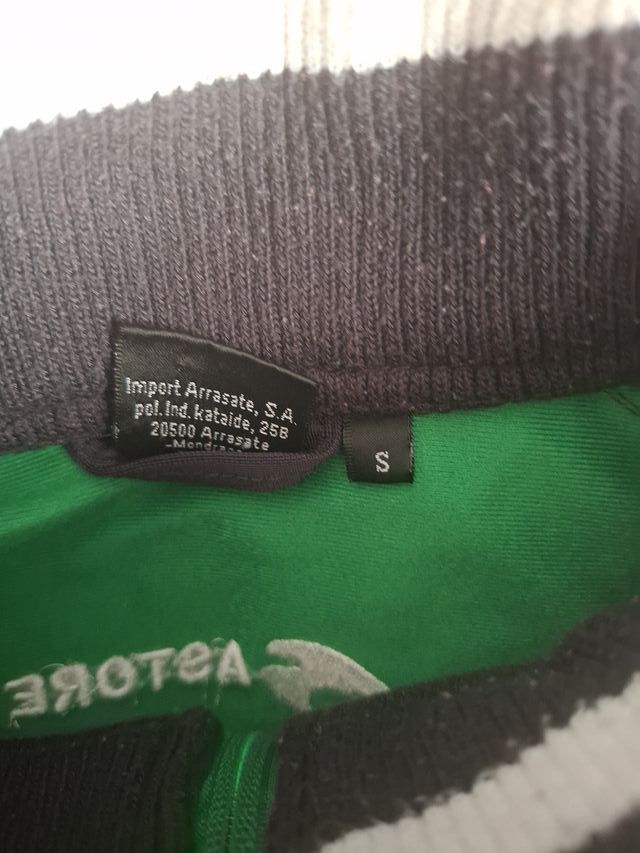 Import Arrasate, S.A.
pol.Ind.kataide, 25B
20500 Arrasate
S
ASTORE